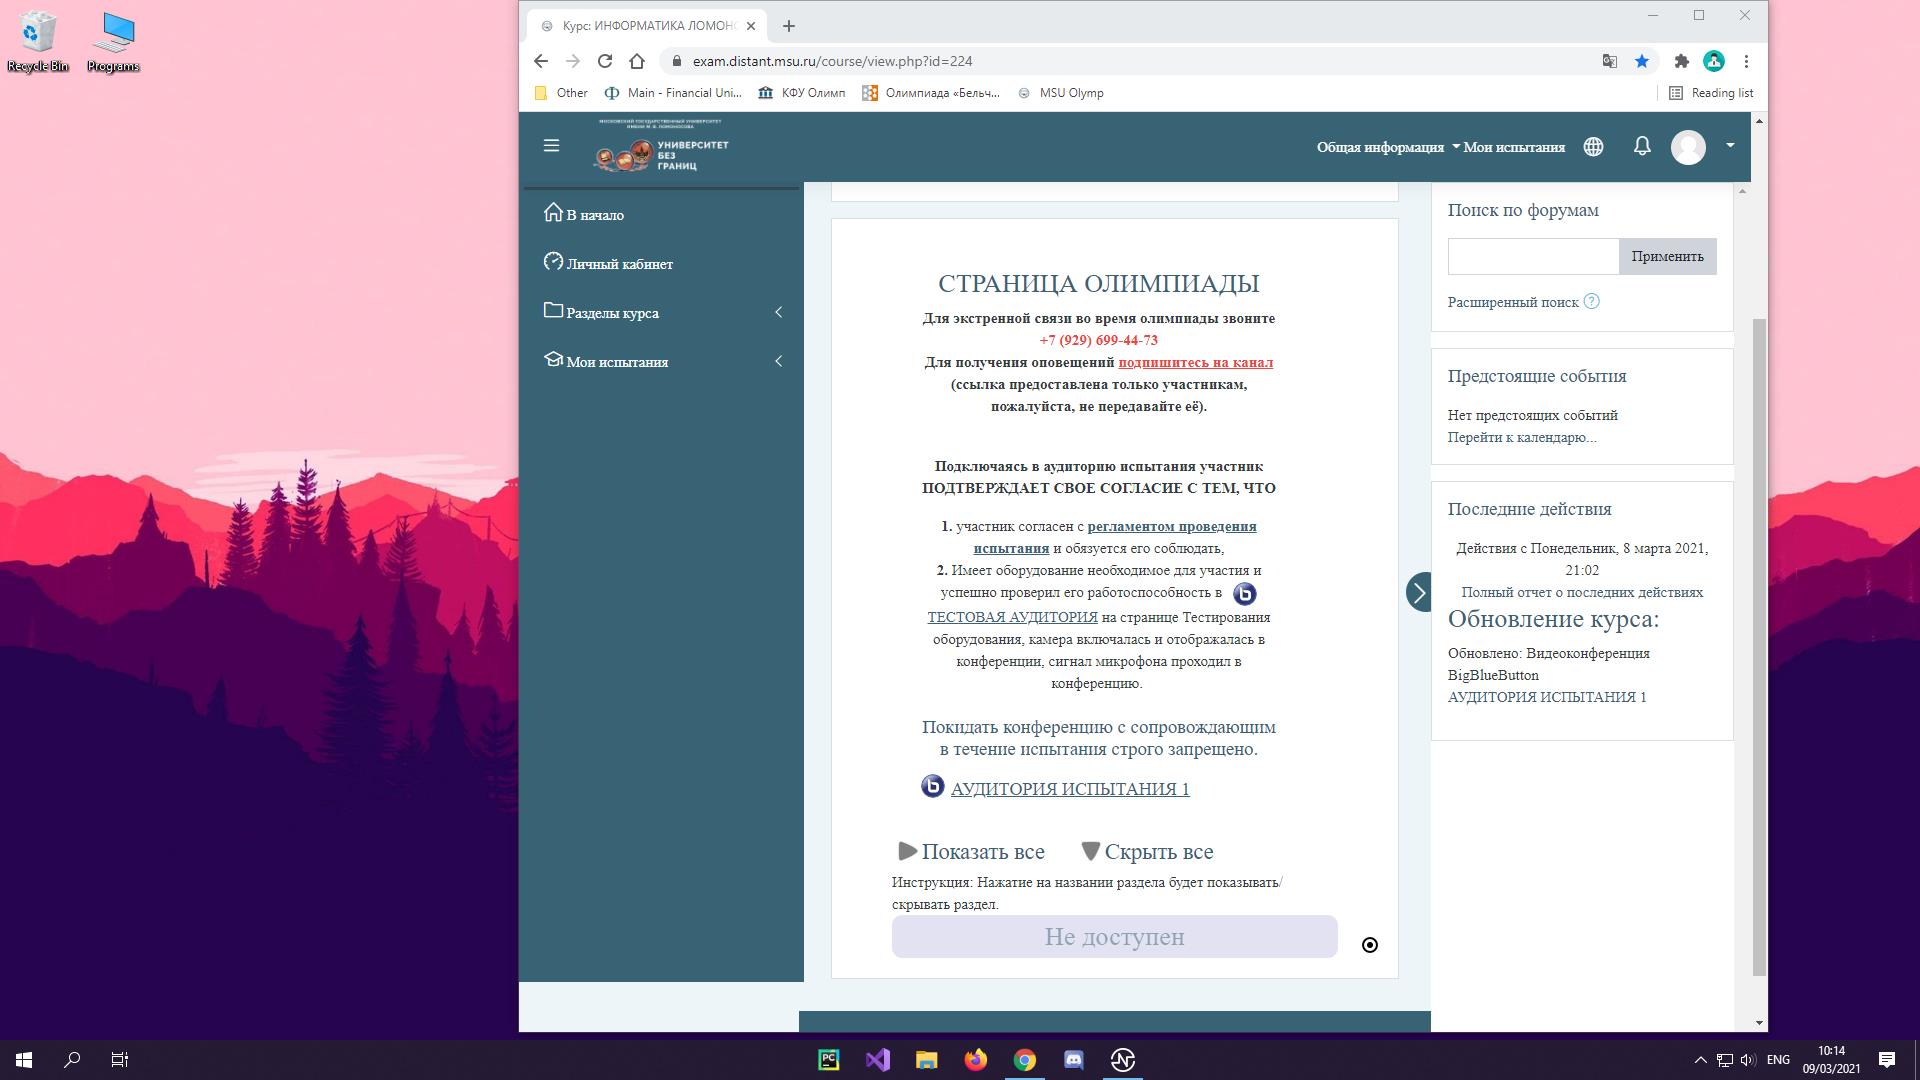 Recycle Bin
Programs
Курс: ИНФОРМАТИКА ЛОМОНО
exam.distant.msu.ru/course/view.php?id=224
Other
Main - Financial Uni...
КФУ Олимп
Олимпиада «Бельч...
MSU Olymp
Reading list
МОСКОВСКИЙ ГОСУДАРСТВЕННЫЙ УНИВЕРСИТЕТ
ИМЕНИ М. В. ЛОМОНОСОВА
УНИВЕРСИТЕТ
БЕЗ
ГРАНИЦ
Общая информация
Мои испытания
В начало
Личный кабинет
Разделы курса
Мои испытания
СТРАНИЦА ОЛИМПИАДЫ
Для экстренной связи во время олимпиады звоните
+7 (929) 699-44-73
Для получения оповещений подпишитесь на канал
(ссылка предоставлена только участникам,
пожалуйста, не передавайте её).
Подключаясь в аудиторию испытания участник
ПОДТВЕРЖДАЕТ СВОЕ СОГЛАСИЕ С ТЕМ, ЧТО
1. участник согласен с регламентом проведения
испытания и обязуется его соблюдать,
2. Имеет оборудование необходимое для участия и
успешно проверил его работоспособность в
ТЕСТОВАЯ АУДИТОРИЯ на странице Тестирования
оборудования, камера включалась и отображалась в
конференции, сигнал микрофона проходил в
конференцию.
Покидать конференцию с сопровождающим
в течение испытания строго запрещено.
АУДИТОРИЯ ИСПЫТАНИЯ 1
Показать все
Скрыть все
Инструкция: Нажатие на названии раздела будет показывать/
скрывать раздел.
Не доступен
Поиск по форумам
Применить
Расширенный поиск
Предстоящие события
Нет предстоящих событий
Перейти к календарю...
Последние действия
Действия с Понедельник, 8 марта 2021,
21:02
Полный отчет о последних действиях
Обновление курса:
Обновлено: Видеоконференция
BigBlueButton
АУДИТОРИЯ ИСПЫТАНИЯ 1
ENG
10:14
09/03/2021